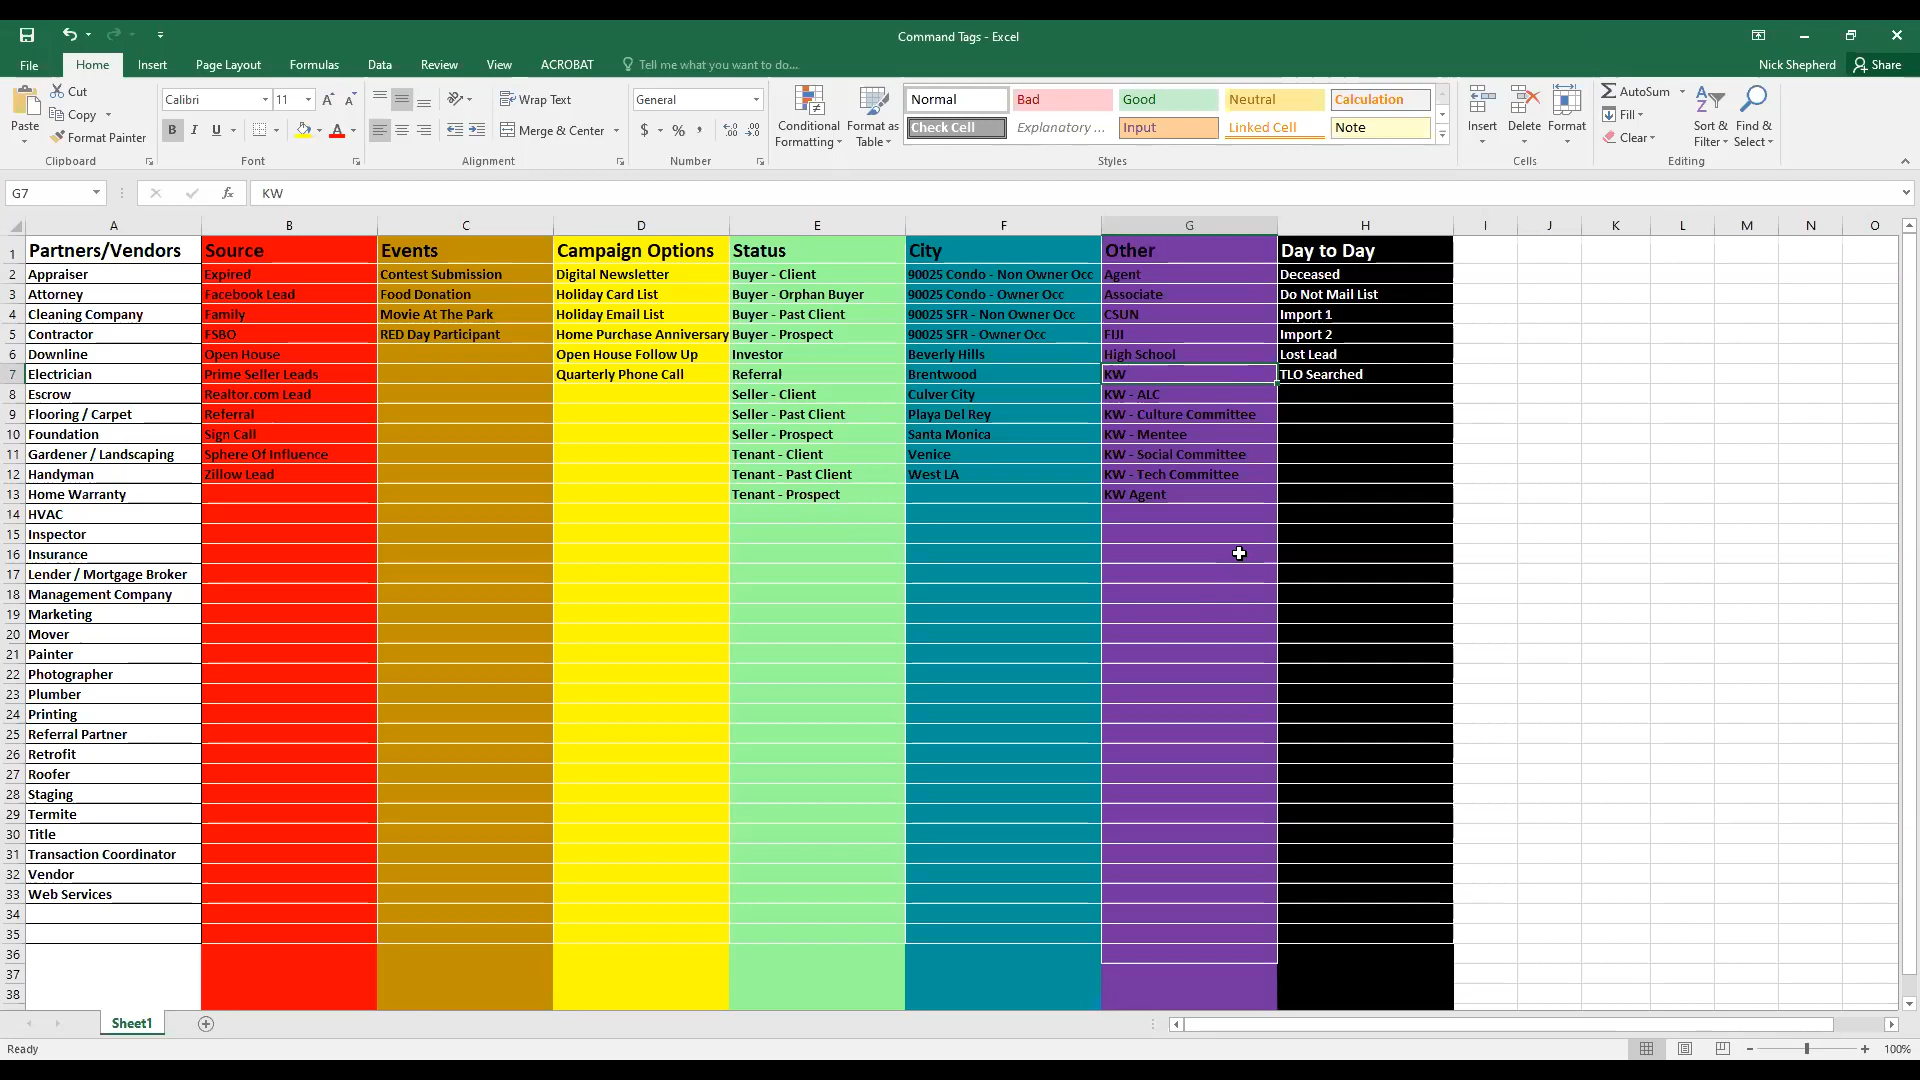 Command Tags - Excel
File Home Insert Page Layout Formulas Data Review View ACROBAT Tell me what you want to do... Nick Shepherd Share
Paste
Cut
Copy
Format Painter
Clipboard
Calibri 11
B I U
Font
Wrap Text
Merge & Center
Alignment
General
$ % ,
Number
Conditional Formatting
Format as Table
Normal Bad Good Neutral Calculation
Check Cell Explanatory ... Input Linked Cell Note
Styles
Insert Delete Format
Cells
AutoSum
Fill
Clear
Sort & Filter
Find & Select
Editing
G7 fx KW
A B C D E F G H I J K L M N O
1 Partners/Vendors Source Events Campaign Options Status City Other Day to Day
2 Appraiser Expired Contest Submission Digital Newsletter Buyer - Client 90025 Condo - Non Owner Occ Agent Deceased
3 Attorney Facebook Lead Food Donation Holiday Card List Buyer - Orphan Buyer 90025 Condo - Owner Occ Associate Do Not Mail List
4 Cleaning Company Family Movie At The Park Holiday Email List Buyer - Past Client 90025 SFR - Non Owner Occ CSUN Import 1
5 Contractor FSBO RED Day Participant Home Purchase Anniversary Buyer - Prospect 90025 SFR - Owner Occ FIJI Import 2
6 Downline Open House Open House Follow Up Investor Beverly Hills High School Lost Lead
7 Electrician Prime Seller Leads Quarterly Phone Call Referral Brentwood KW TLO Searched
8 Escrow Realtor.com Lead Seller - Client Culver City KW - ALC
9 Flooring / Carpet Referral Seller - Past Client Playa Del Rey KW - Culture Committee
10 Foundation Sign Call Seller - Prospect Santa Monica KW - Mentee
11 Gardener / Landscaping Sphere Of Influence Tenant - Client Venice KW - Social Committee
12 Handyman Zillow Lead Tenant - Past Client West LA KW - Tech Committee
13 Home Warranty Tenant - Prospect KW Agent
14 HVAC
15 Inspector
16 Insurance
17 Lender / Mortgage Broker
18 Management Company
19 Marketing
20 Mover
21 Painter
22 Photographer
23 Plumber
24 Printing
25 Referral Partner
26 Retrofit
27 Roofer
28 Staging
29 Termite
30 Title
31 Transaction Coordinator
32 Vendor
33 Web Services
34
35
36
37
38
Sheet1
Ready 100%